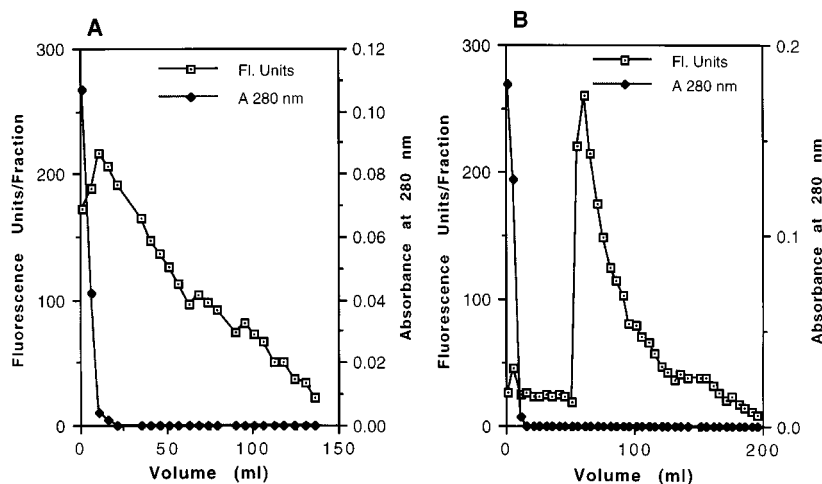 A
300
200
100
0
Fluorescence Units/Fraction
Fl. Units
A 280 nm
0.12
0.10
0.08
0.06
0.04
0.02
0.00
Absorbance at 280 nm
0
50
100
150
Volume (ml)
B
300
200
100
0
Fluorescence Units/Fraction
Fl. Units
A 280 nm
0.2
0.1
0.0
Absorbance at 280 nm
0
100
200
Volume (ml)